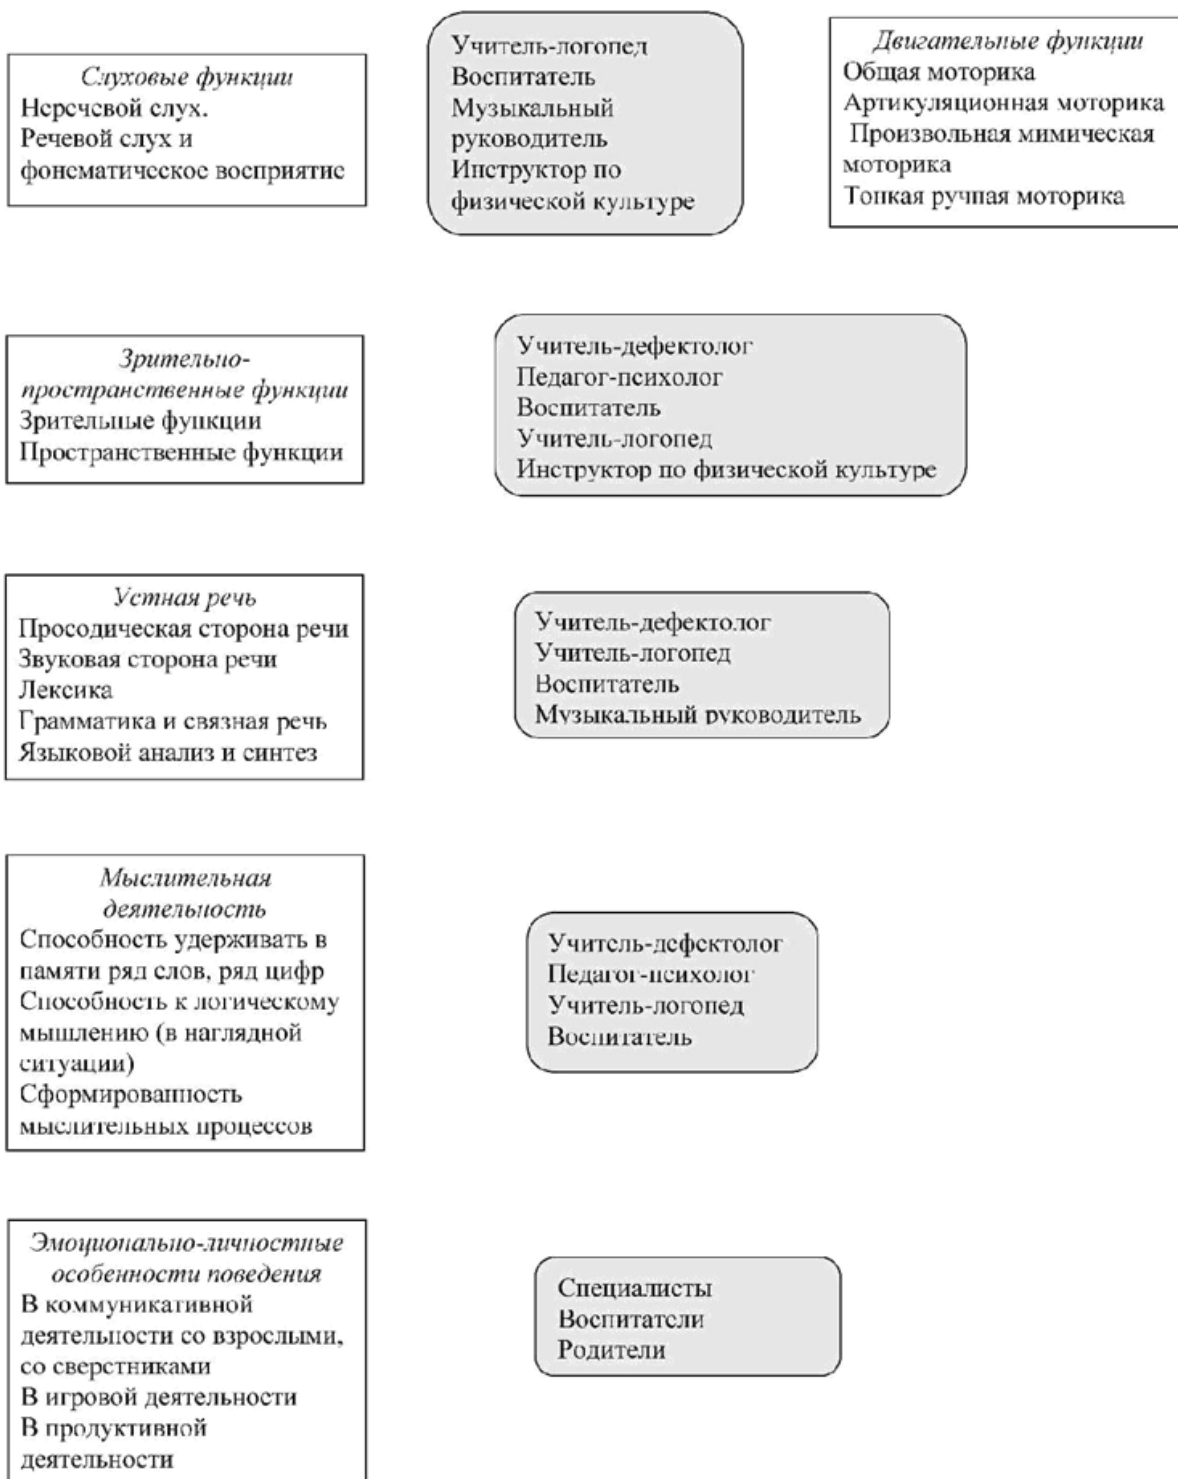 Слуховые функции
Неречевой слух.
Речевой слух и
фонематическое восприятие
Учитель-логопед
Воспитатель
Музыкальный
руководитель
Инструктор по
физической культуре
Двигательные функции
Общая моторика
Артикуляционная моторика
Произвольная мимическая
моторика
Тонкая ручная моторика
Зрительно-
пространственные функции
Зрительные функции
Пространственные функции
Учитель-дефектолог
Педагог-психолог
Воспитатель
Учитель-логопед
Инструктор по физической культуре
Устная речь
Просодическая сторона речи
Звуковая сторона речи
Лексика
Грамматика и связная речь
Языковой анализ и синтез
Учитель-дефектолог
Учитель-логопед
Воспитатель
Музыкальный руководитель
Мыслительная
деятельность
Способность удерживать в
памяти ряд слов, ряд цифр
Способность к логическому
мышлению (в наглядной
ситуации)
Сформированность
мыслительных процессов
Учитель-дефектолог
Педагог-психолог
Учитель-логопед
Воспитатель
Эмоционально-личностные
особенности поведения
В коммуникативной
деятельности со взрослыми,
со сверстниками
В игровой деятельности
В продуктивной
деятельности
Специалисты
Воспитатели
Родители